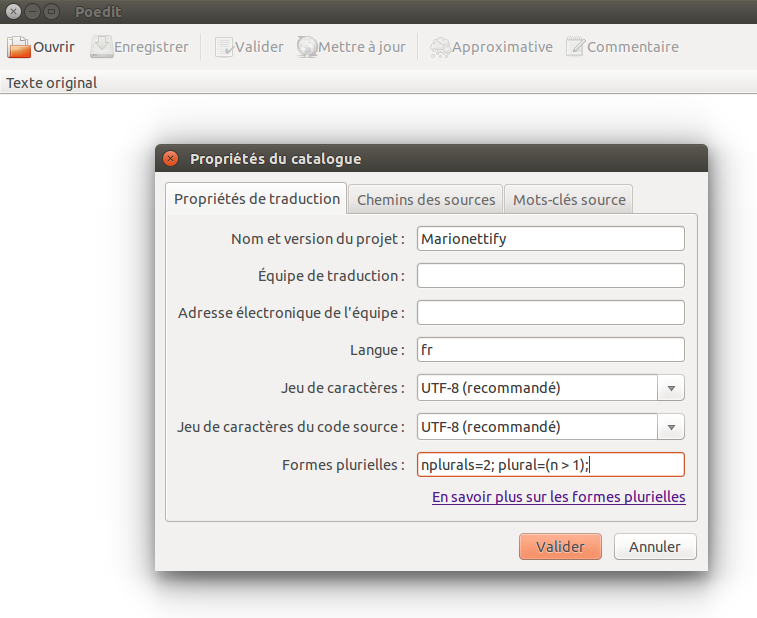 Poedit
Ouvrir Enregistrer Valider Mettre à jour Approximative Commentaire
Texte original
Propriétés du catalogue
Propriétés de traduction Chemins des sources Mots-clés source
Nom et version du projet : Marionettify
Équipe de traduction :
Adresse électronique de l'équipe :
Langue : fr
Jeu de caractères : UTF-8 (recommandé)
Jeu de caractères du code source : UTF-8 (recommandé)
Formes plurielles : nplurals=2; plural=(n > 1);
En savoir plus sur les formes plurielles
Valider Annuler